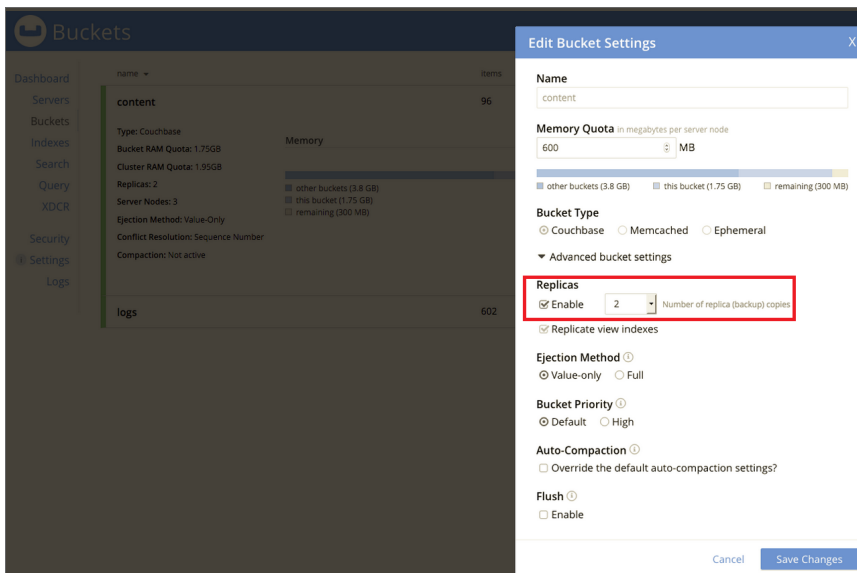 Buckets
Dashboard
Servers
Buckets
Indexes
Search
Query
XDCR
Security
Settings
Logs
name
items
content
96
Type: Couchbase
Bucket RAM Quota: 1.75GB
Cluster RAM Quota: 1.95GB
Replicas: 2
Server Nodes: 3
Ejection Method: Value-Only
Conflict Resolution: Sequence Number
Compaction: Not active
Memory
other buckets (3.8 GB)
this bucket (1.75 GB)
remaining (300 MB)
logs
602
Edit Bucket Settings
X
Name
content
Memory Quota in megabytes per server node
600 MB
other buckets (3.8 GB) this bucket (1.75 GB) remaining (300 MB)
Bucket Type
Couchbase Memcached Ephemeral
Advanced bucket settings
Replicas
Enable 2 Number of replica (backup) copies
Replicate view indexes
Ejection Method
Value-only Full
Bucket Priority
Default High
Auto-Compaction
Override the default auto-compaction settings?
Flush
Enable
Cancel Save Changes